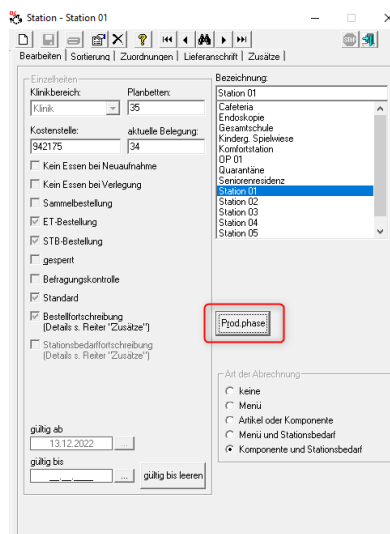 Station - Station 01
STOP
Bearbeiten Sortierung Zuordnungen Lieferanschrift Zusätze
Einzelheiten
Klinikbereich: Planbetten:
Klinik 35
Kostenstelle: aktuelle Belegung:
942175 34
Kein Essen bei Neuaufnahme
Kein Essen bei Verlegung
Sammelbestellung
ET-Bestellung
STB-Bestellung
gesperrt
Befragungskontrolle
Standard
Bestellfortschreibung
(Details s. Reiter "Zusätze")
Stationsbedarffortschreibung
(Details s. Reiter "Zusätze")
gültig ab
13.12.2022 ...
gültig bis
__.__.____ ... gültig bis leeren
Bezeichnung:
Station 01
Cafeteria
Endoskopie
Gesamtschule
Kinderg. Spielwiese
Komfortstation
OP 01
Quarantäne
Seniorenresidenz
Station 01
Station 02
Station 03
Station 04
Station 05
Prod.phase
Art der Abrechnung
keine
Menü
Artikel oder Komponente
Menü und Stationsbedarf
Komponente und Stationsbedarf